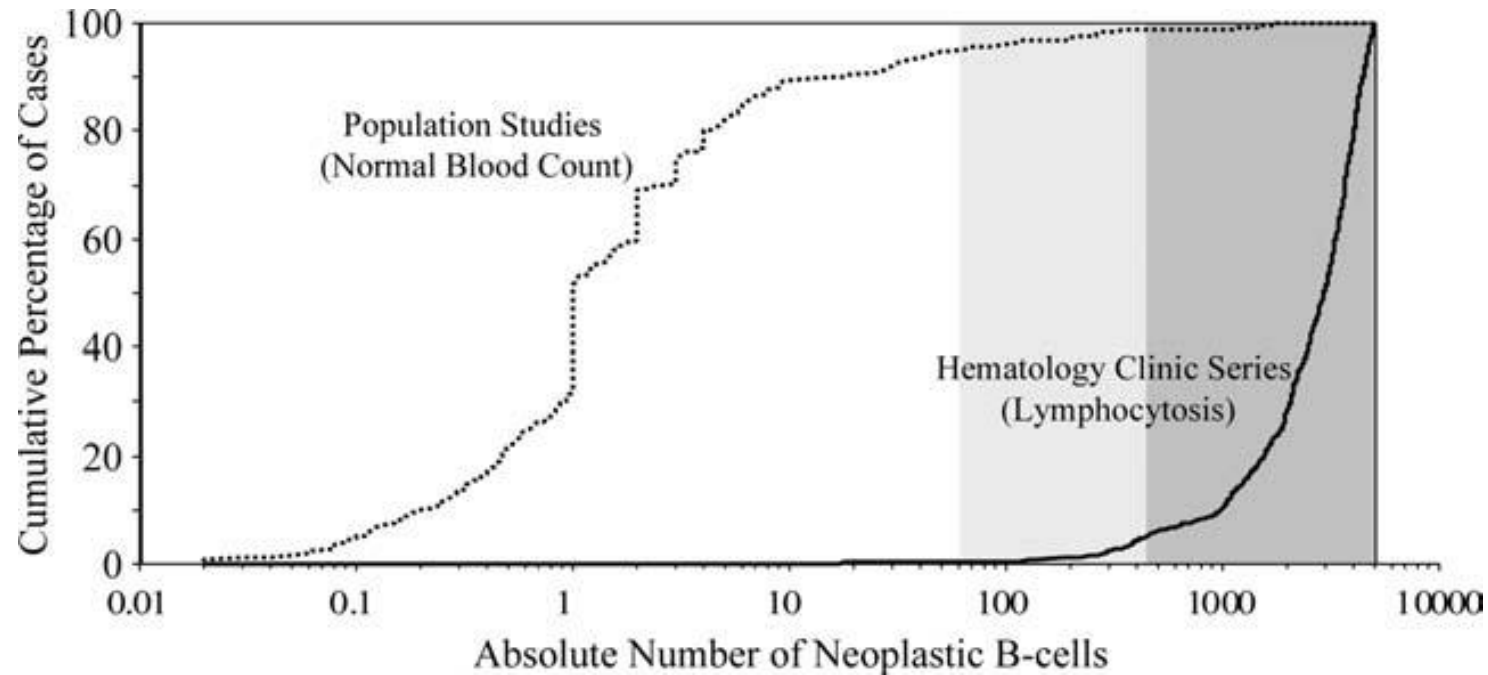 Cumulative Percentage of Cases
100
80
60
40
20
0
Population Studies
(Normal Blood Count)
Hematology Clinic Series
(Lymphocytosis)
0.01 0.1 1 10 100 1000 10000
Absolute Number of Neoplastic B-cells